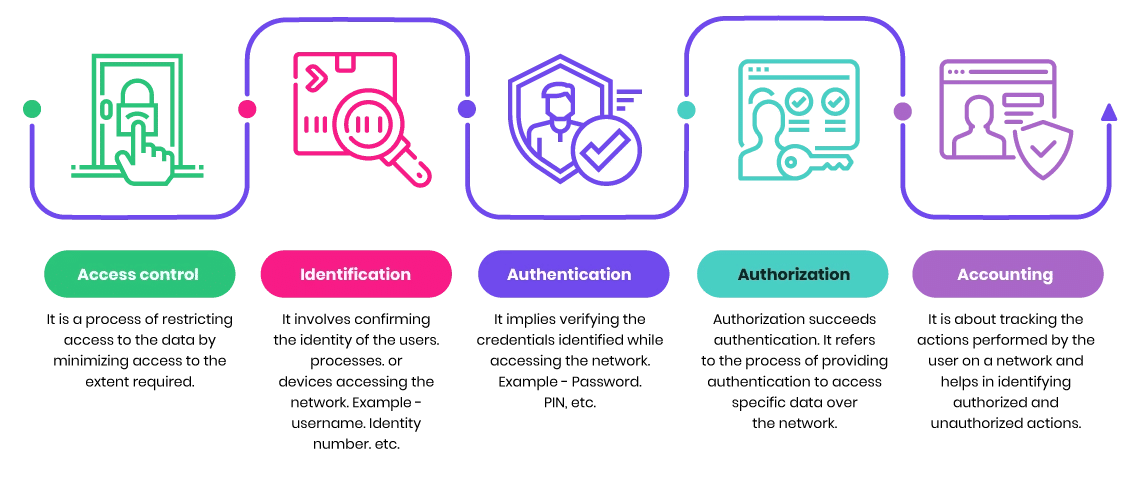 Access control
It is a process of restricting
access to the data by
minimizing access to the
extent required.
Identification
It involves confirming
the identity of the users.
processes. or
devices accessing the
network. Example -
username. Identity
number. etc.
Authentication
It implies verifying the
credentials identified while
accessing the network.
Example - Password.
PIN, etc.
Authorization
Authorization succeeds
authentication. It refers
to the process of providing
authentication to access
specific data over
the network.
Accounting
It is about tracking the
actions performed by the
user on a network and
helps in identifying
authorized and
unauthorized actions.